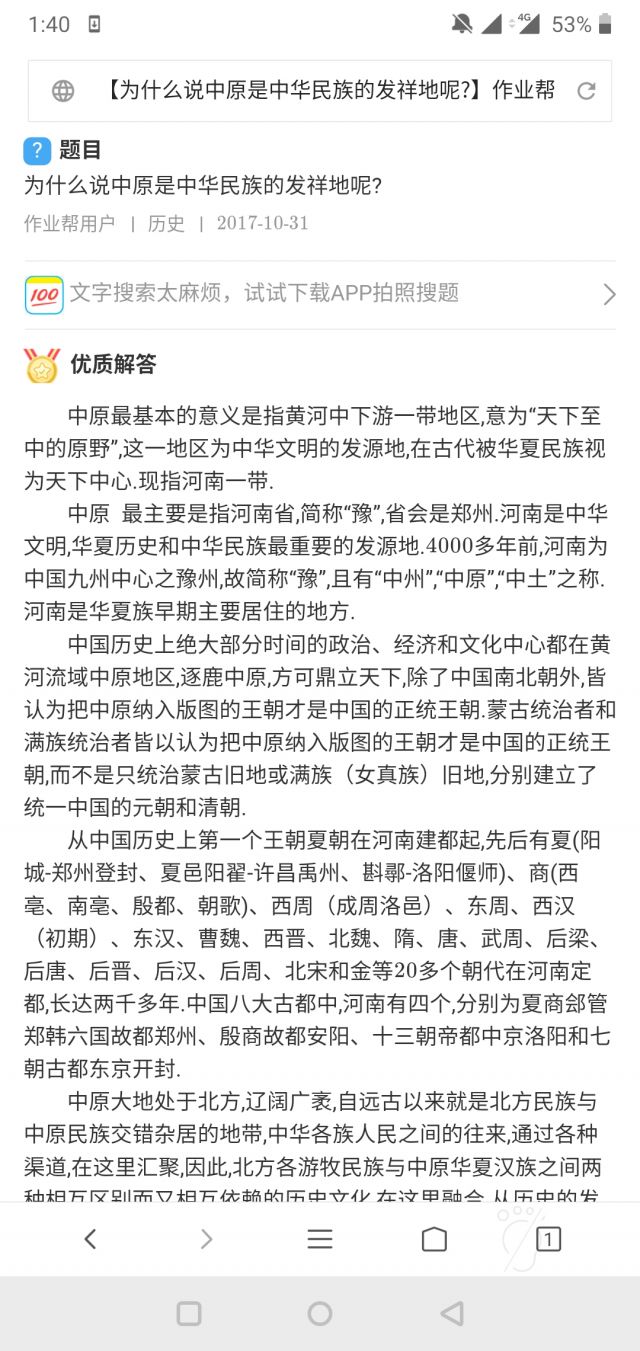 1:40
4G
53%
【为什么说中原是中华民族的发祥地呢?】作业帮
?
题目
为什么说中原是中华民族的发祥地呢?
作业帮用户 | 历史 | 2017-10-31
100
文字搜索太麻烦，试试下载APP拍照搜题
优质解答
中原最基本的意义是指黄河中下游一带地区,意为“天下至
中的原野”,这一地区为中华文明的发源地,在古代被华夏民族视
为天下中心.现指河南一带.
中原 最主要是指河南省,简称“豫”,省会是郑州.河南是中华
文明,华夏历史和中华民族最重要的发源地.4000多年前,河南为
中国九州中心之豫州,故简称“豫”,且有“中州”,“中原”,“中土”之称.
河南是华夏族早期主要居住的地方.
中国历史上绝大部分时间的政治、经济和文化中心都在黄
河流域中原地区,逐鹿中原,方可鼎立天下,除了中国南北朝外,皆
认为把中原纳入版图的王朝才是中国的正统王朝.蒙古统治者和
满族统治者皆以认为把中原纳入版图的王朝才是中国的正统王
朝,而不是只统治蒙古旧地或满族（女真族）旧地,分别建立了
统一中国的元朝和清朝.
从中国历史上第一个王朝夏朝在河南建都起,先后有夏(阳
城-郑州登封、夏邑阳翟-许昌禹州、斟鄩-洛阳偃师)、商(西
亳、南亳、殷都、朝歌)、西周（成周洛邑）、东周、西汉
（初期）、东汉、曹魏、西晋、北魏、隋、唐、武周、后梁、
后唐、后晋、后汉、后周、北宋和金等20多个朝代在河南定
都,长达两千多年.中国八大古都中,河南有四个,分别为夏商郐管
郑韩六国故都郑州、殷商故都安阳、十三朝帝都中京洛阳和七
朝古都东京开封.
中原大地处于北方,辽阔广袤,自远古以来就是北方民族与
中原民族交错杂居的地带,中华各族人民之间的往来,通过各种
渠道,在这里汇聚,因此,北方各游牧民族与中原华夏汉族之间两
种相互区别而又相互依赖的历史文化,在这里融合,从历史的发
1